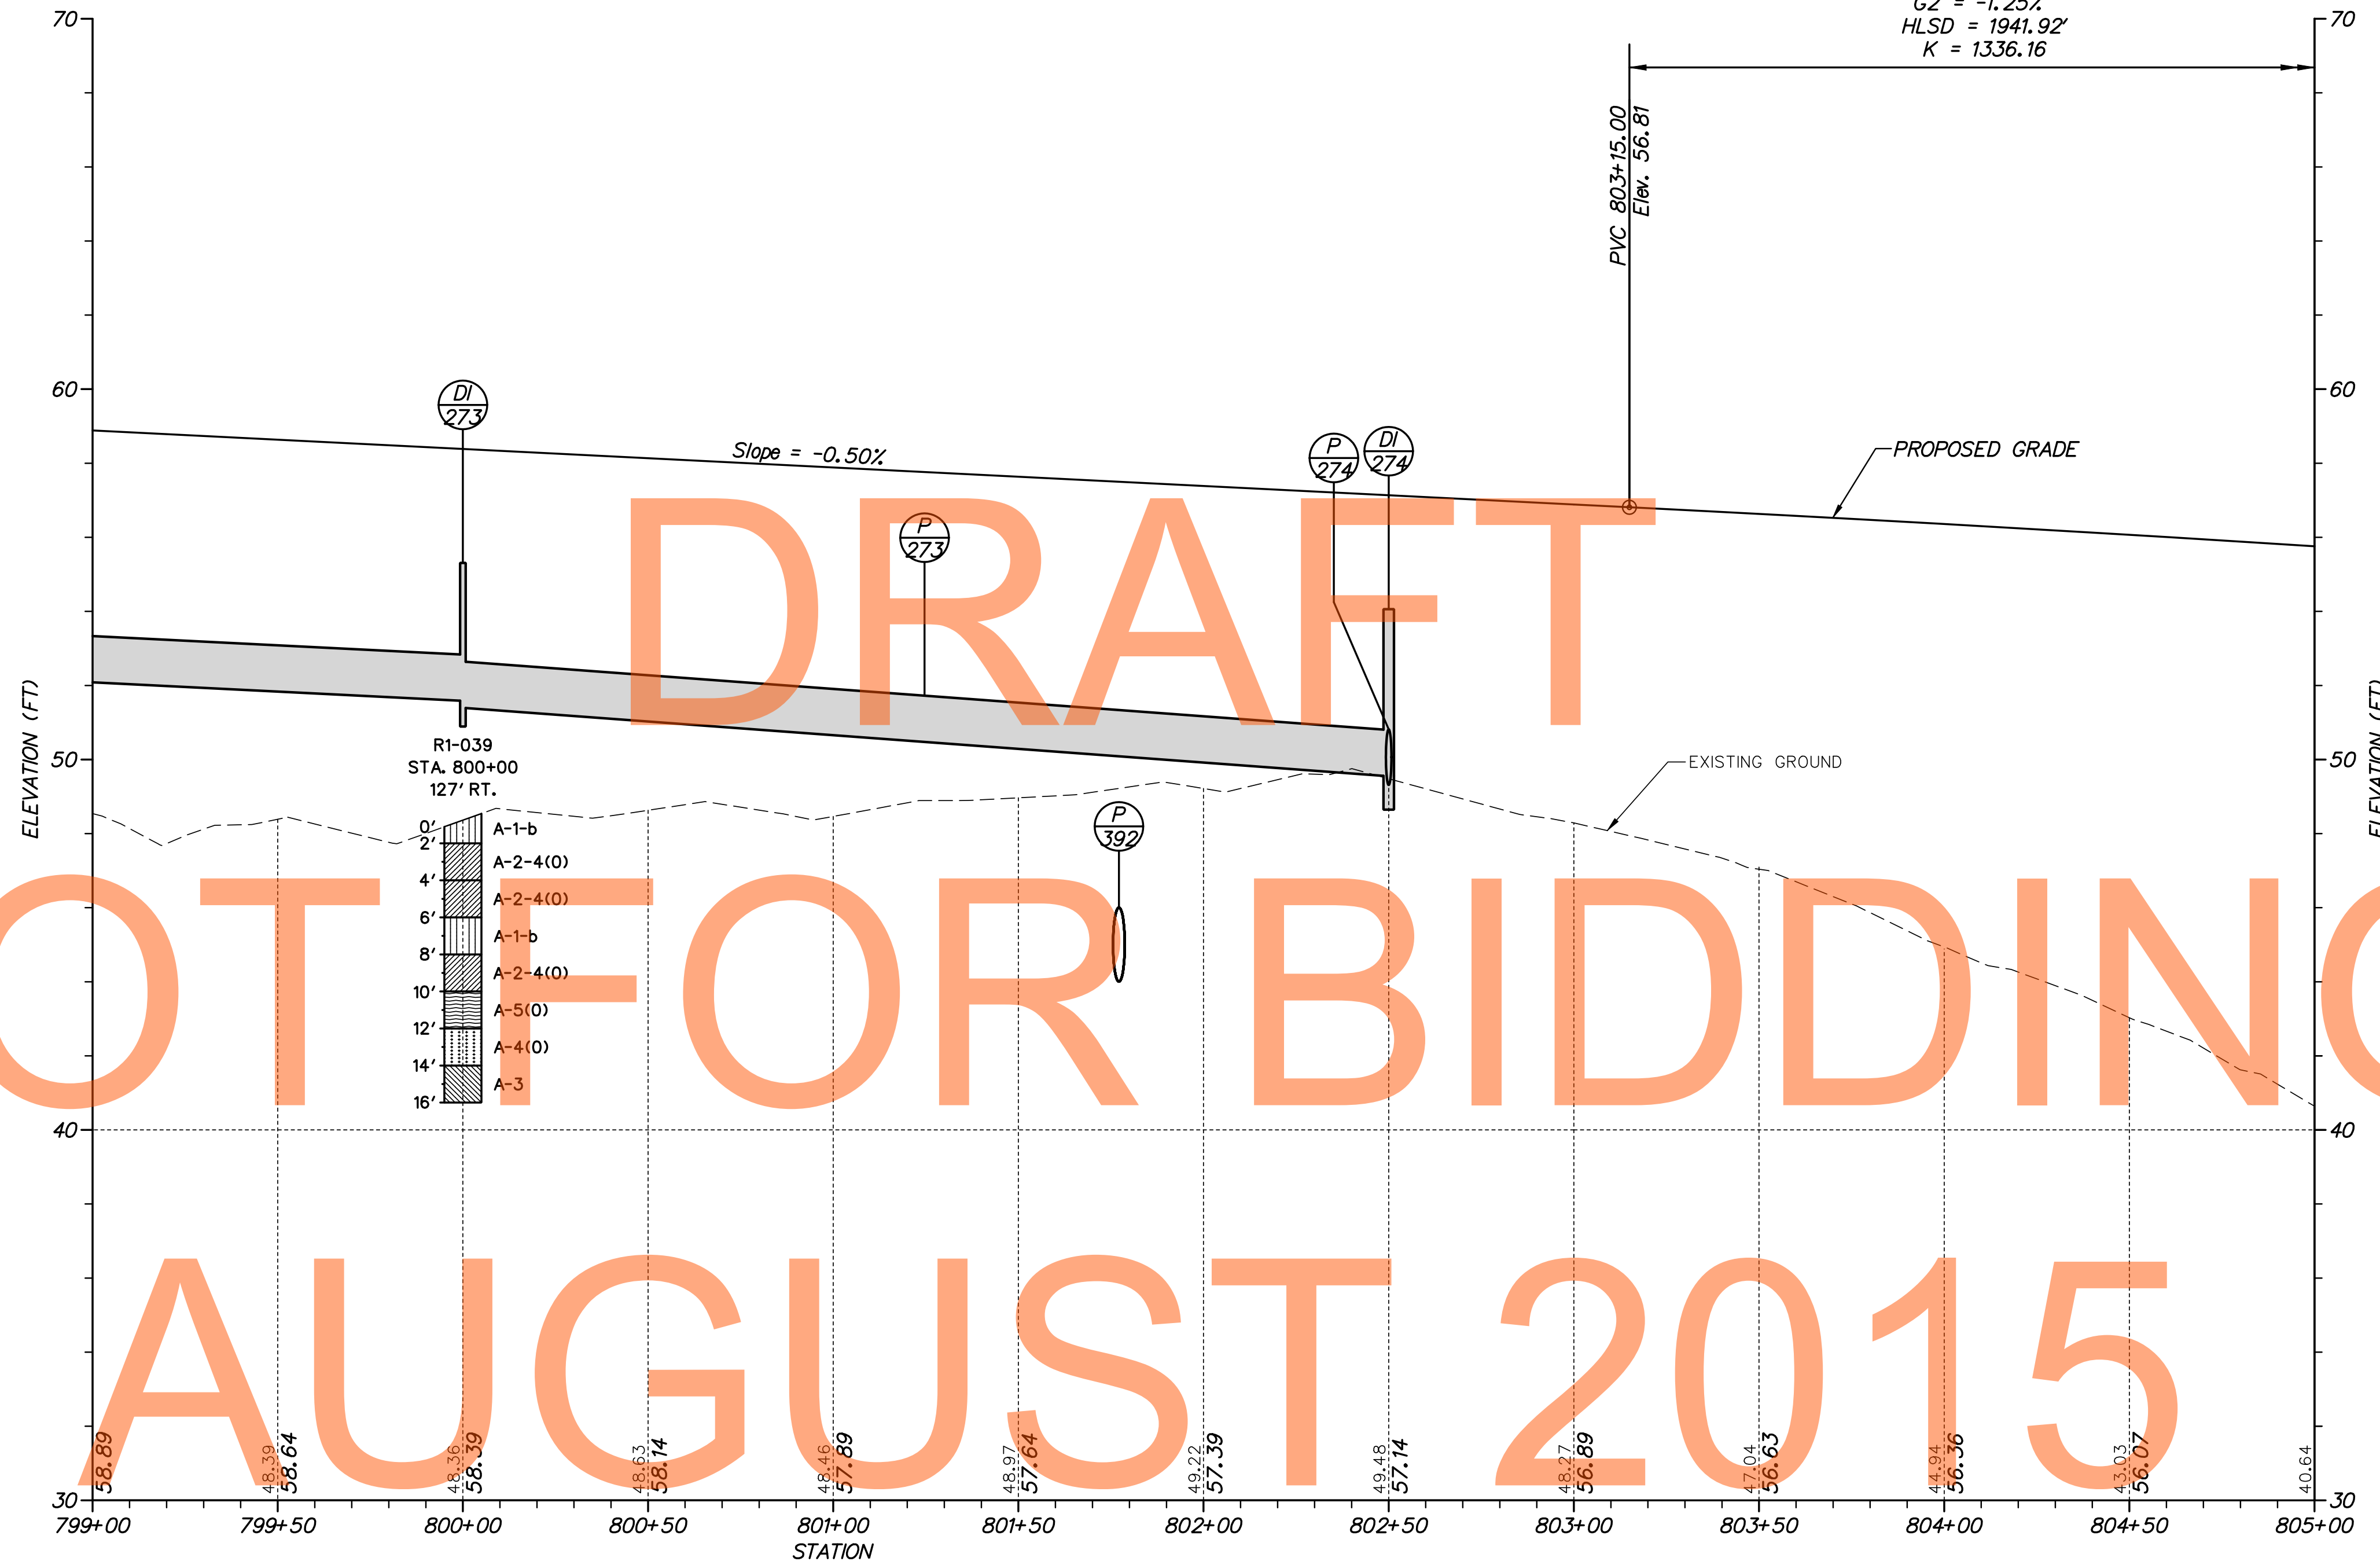 G2 = -1.25%
HLSD = 1941.92'
K = 1336.16
70
70
PVC 803+15.00
Elev. 56.81
60
60
DI
273
Slope = -0.50%
P
274
DI
274
PROPOSED GRADE
P
273
DRAFT
ELEVATION (FT)
ELEVATION (FT)
50
50
R1-039
STA. 800+00
127' RT.
EXISTING GROUND
P
392
0'
A-1-b
2'
A-2-4(0)
4'
A-2-4(0)
6'
A-1-b
8'
A-2-4(0)
10'
A-5(0)
12'
A-4(0)
14'
A-3
16'
OT FOR BIDDING
40
40
AUGUST 2015
58.89
48.39
58.64
48.36
58.39
48.63
58.14
48.46
57.89
48.97
57.64
49.22
57.39
49.48
57.14
48.27
56.89
47.04
56.63
44.94
56.36
43.03
56.07
40.64
30
30
799+00 799+50 800+00 800+50 801+00 801+50 802+00 802+50 803+00 803+50 804+00 804+50 805+00
STATION